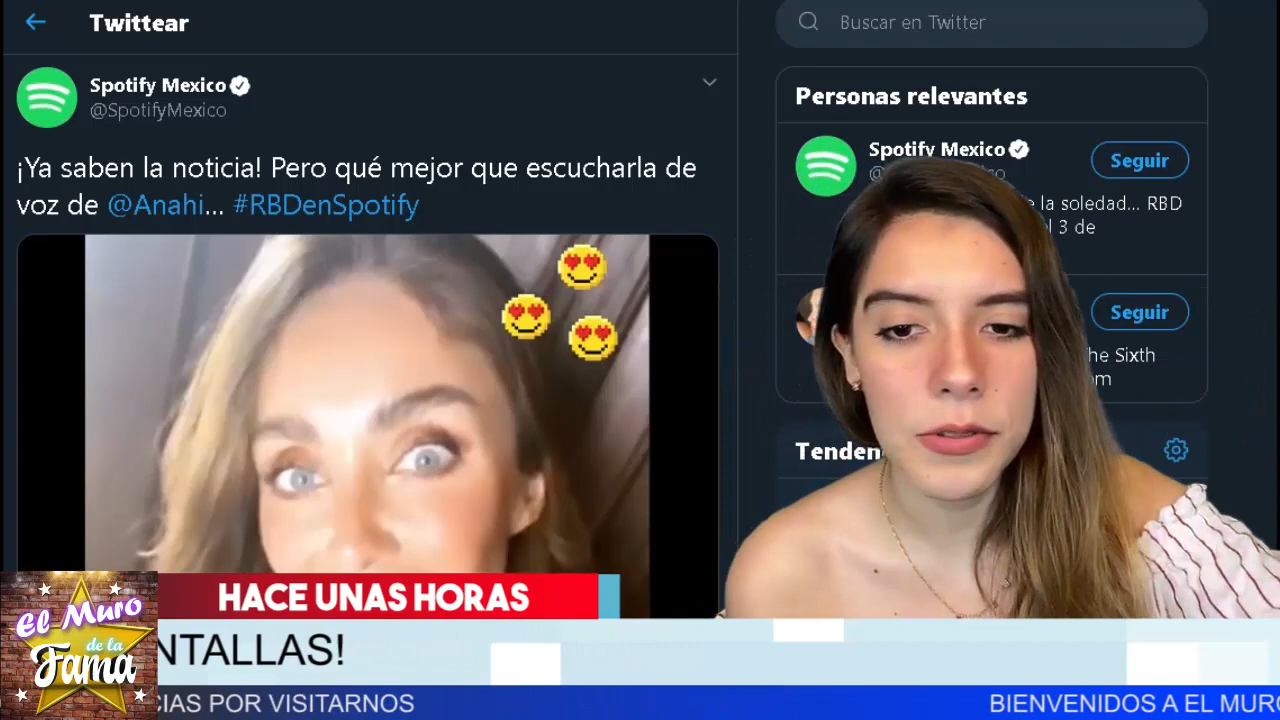 Twittear
Buscar en Twitter
Spotify Mexico
@SpotifyMexico
¡Ya saben la noticia! Pero qué mejor que escucharla de
voz de @Anahi... #RBDenSpotify
Personas relevantes
Spotify Mexico
Seguir
la soledad... RBD
3 de
Seguir
Sixth
HACE UNAS HORAS
El Muro
de la
Fama
NTALLAS!
CIAS POR VISITARNOS
BIENVENIDOS A EL MURO